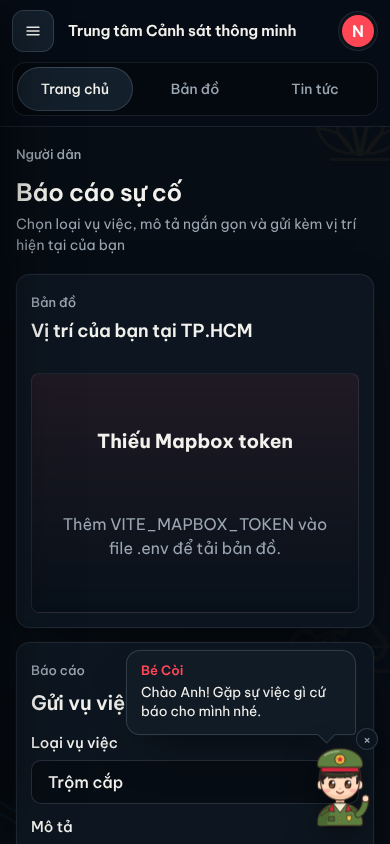 Trung tâm Cảnh sát thông minh
N
Trang chủ
Bản đồ
Tin tức
Người dân
Báo cáo sự cố
Chọn loại vụ việc, mô tả ngắn gọn và gửi kèm vị trí
hiện tại của bạn
Bản đồ
Vị trí của bạn tại TP.HCM
Thiếu Mapbox token
Thêm VITE_MAPBOX_TOKEN vào
file .env để tải bản đồ.
Báo cáo
Gửi vụ việ
Bé Còi
Chào Anh! Gặp sự việc gì cứ
báo cho mình nhé.
×
Loại vụ việc
Trộm cắp
Mô tả